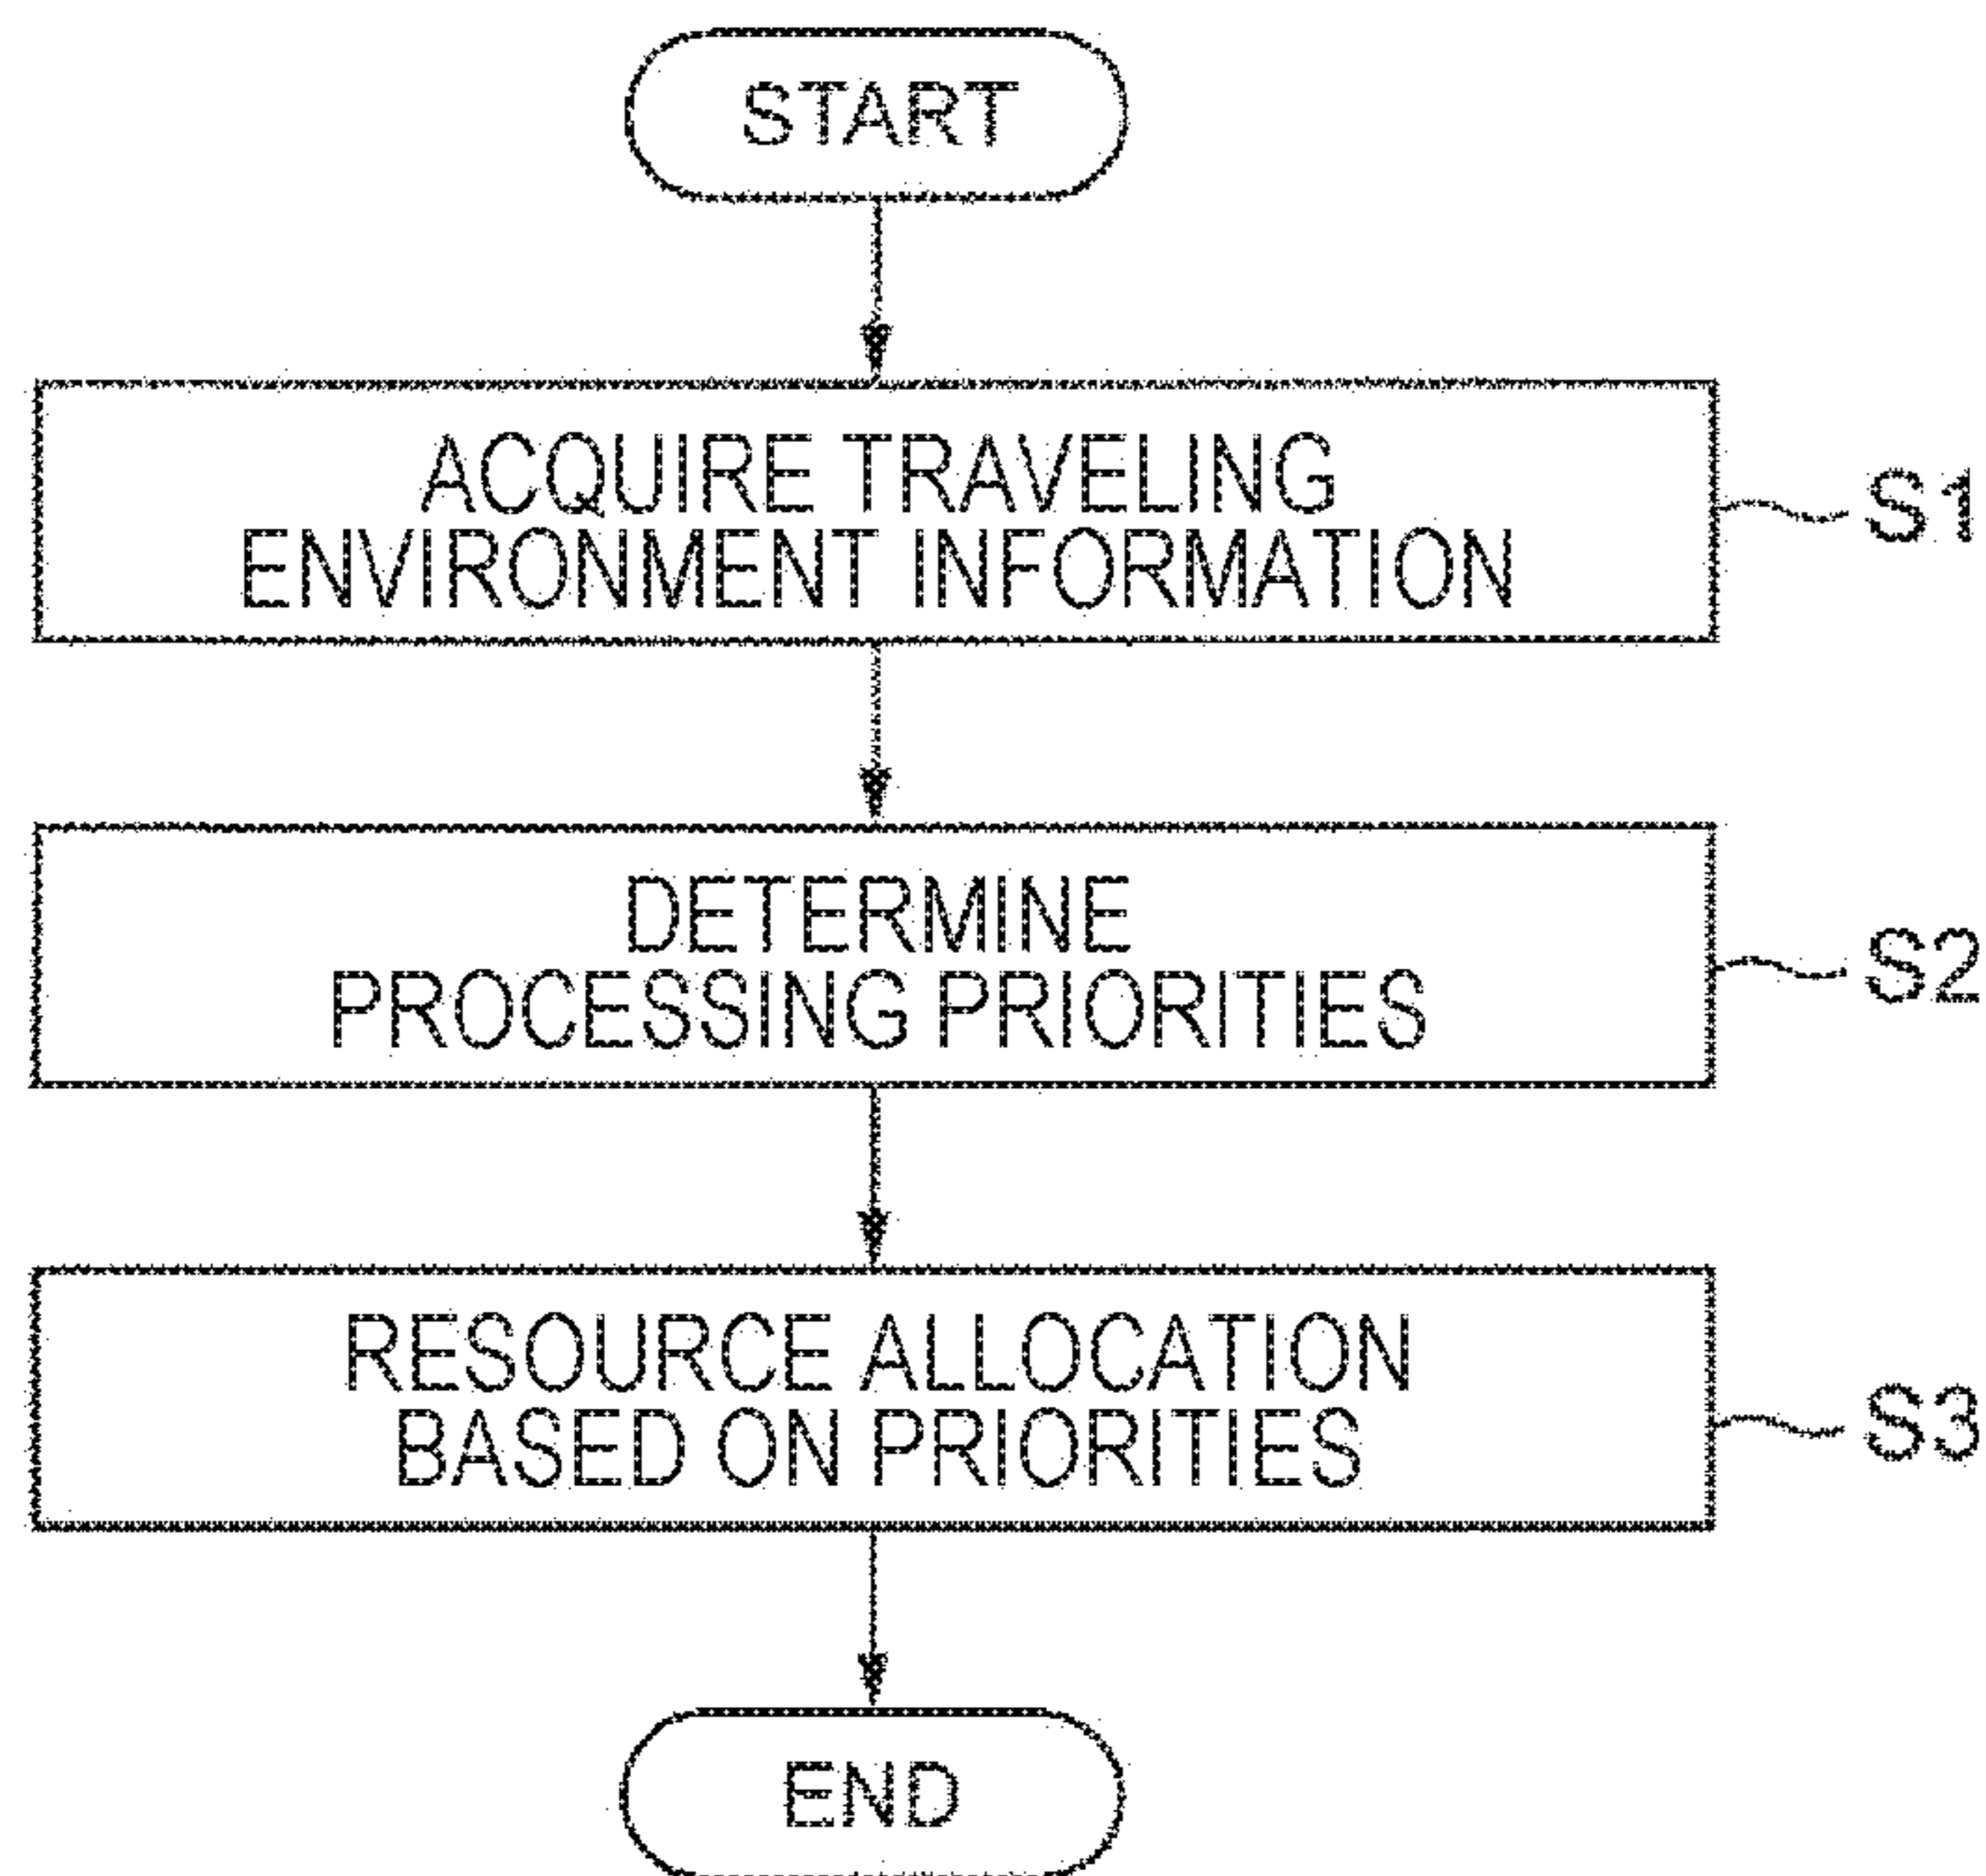 START
ACQUIRE TRAVELING
ENVIRONMENT INFORMATION
S1
DETERMINE
PROCESSING PRIORITIES
S2
RESOURCE ALLOCATION
BASED ON PRIORITIES
S3
END